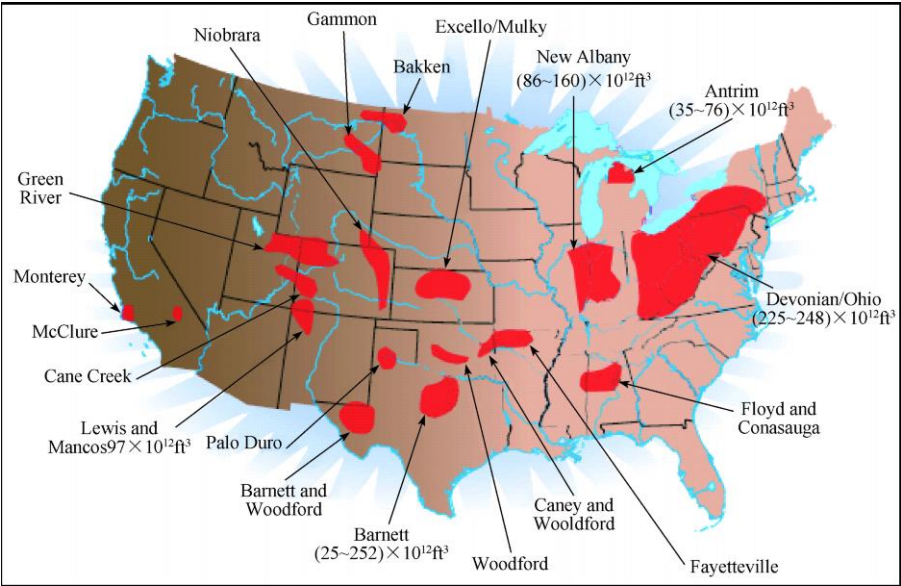 Gammon
Excello/Mulky
Niobrara
New Albany
(86~160)×10¹²ft³
Bakken
Antrim
(35~76)×10¹²ft³
Green
River
Monterey
Devonian/Ohio
(225~248)×10¹²ft³
McClure
Cane Creek
Floyd and
Conasauga
Lewis and
Mancos97×10¹²ft³
Palo Duro
Barnett and
Woodford
Caney and
Wooldford
Barnett
(25~252)×10¹²ft³
Woodford
Fayetteville